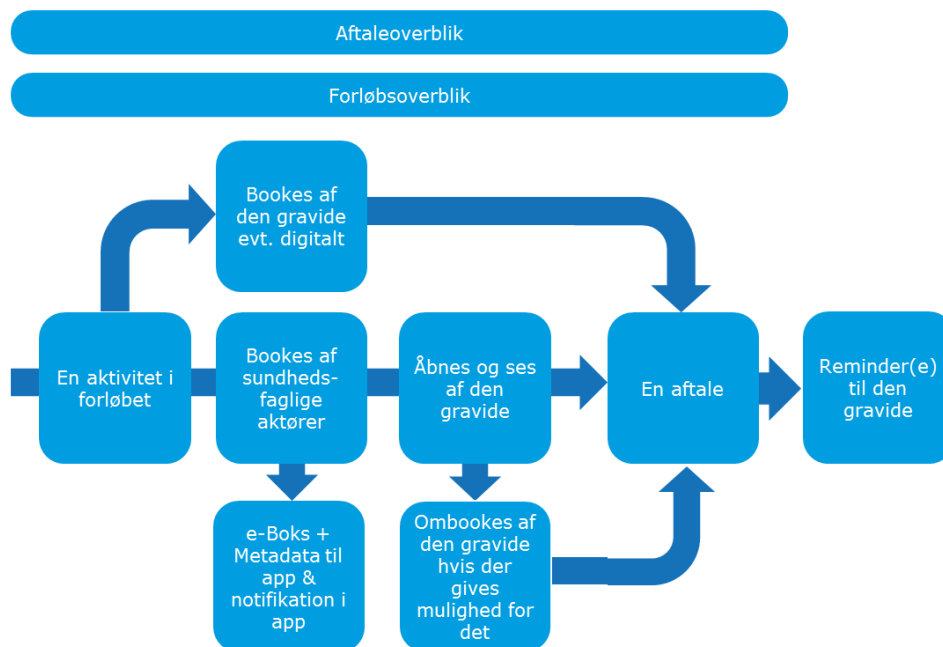 Aftaleoverblik
Forløbsoverblik
Bookes af
den gravide
evt. digitalt
En aktivitet i
forløbet
Bookes af
sundheds-
faglige
aktører
Åbnes og ses
af den
gravide
En aftale
Reminder(e)
til den
gravide
e-Boks +
Metadata til
app &
notifikation i
app
Ombookes af
den gravide
hvis der
gives
mulighed for
det